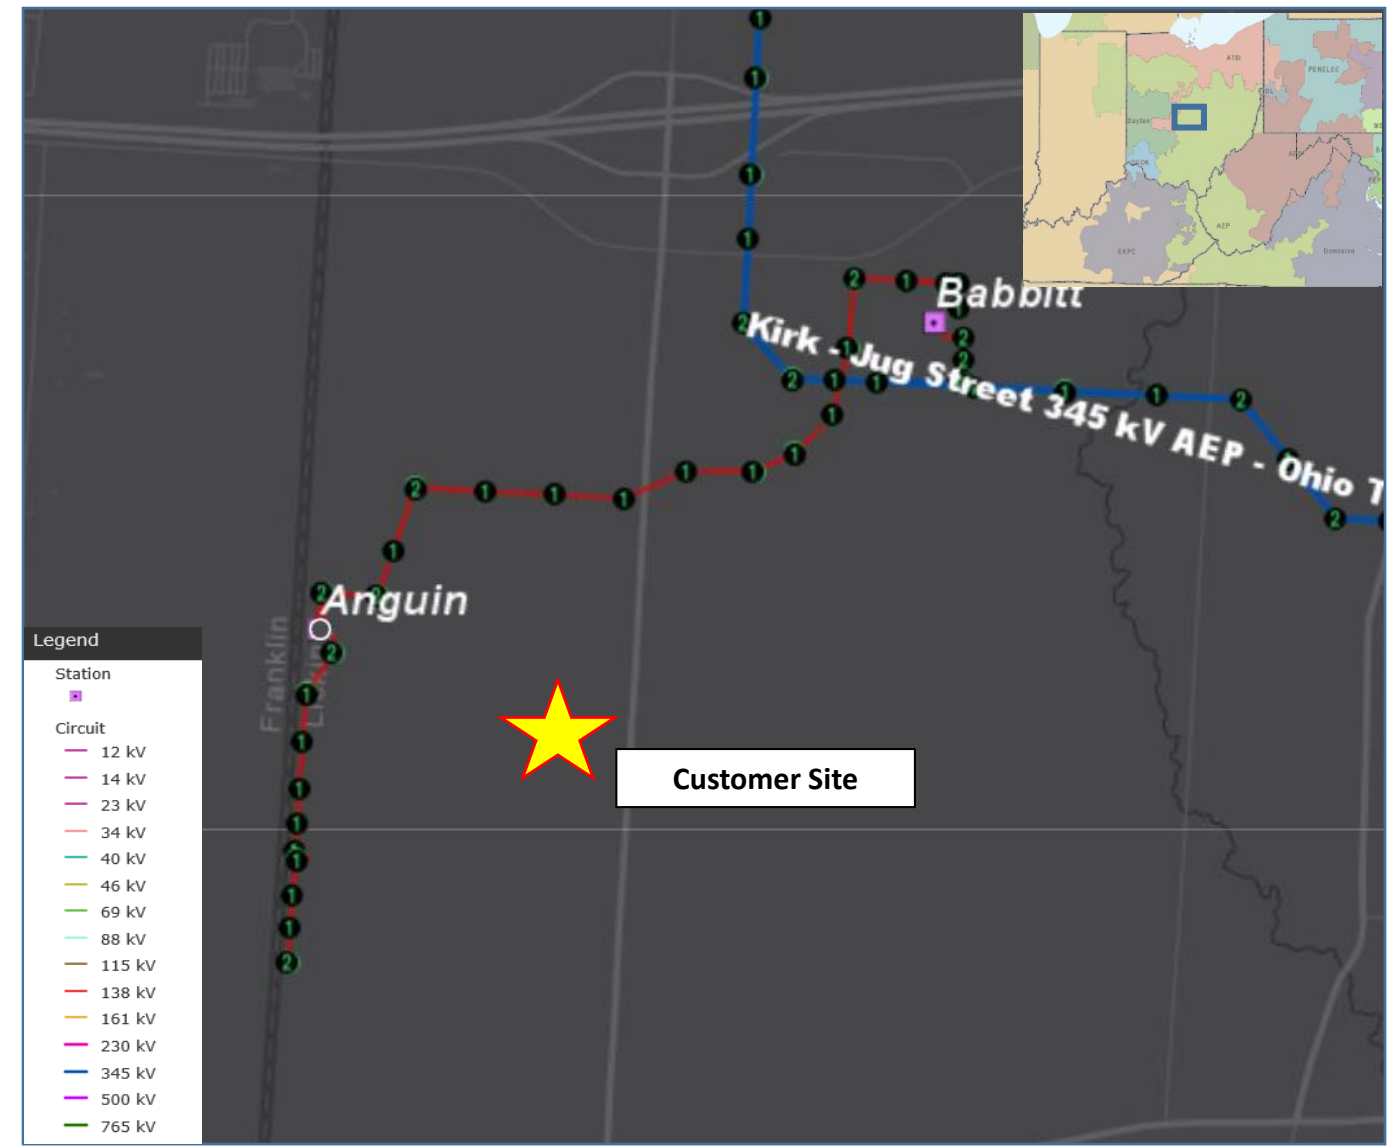 ATSI
PENELEC
Dayton
AEP
EKPC
Dominion
Babbitt
Kirk - Jug Street 345 kV AEP - Ohio T
Anguin
Franklin
Customer Site
Legend
Station
Circuit
12 kV
14 kV
23 kV
34 kV
40 kV
46 kV
69 kV
88 kV
115 kV
138 kV
161 kV
230 kV
345 kV
500 kV
765 kV